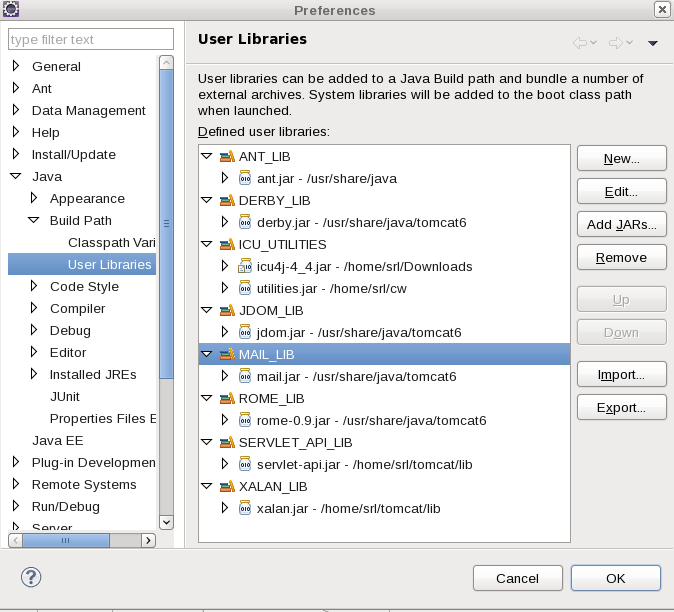 Preferences
type filter text
General
Ant
Data Management
Help
Install/Update
Java
Appearance
Build Path
Classpath Vari
User Libraries
Code Style
Compiler
Debug
Editor
Installed JREs
JUnit
Properties Files E
Java EE
Plug-in Developmen
Remote Systems
Run/Debug
Server
User Libraries
User libraries can be added to a Java Build path and bundle a number of
external archives. System libraries will be added to the boot class path
when launched.
Defined user libraries:
ANT_LIB
ant.jar - /usr/share/java
DERBY_LIB
derby.jar - /usr/share/java/tomcat6
ICU_UTILITIES
icu4j-4_4.jar - /home/srl/Downloads
utilities.jar - /home/srl/cw
JDOM_LIB
jdom.jar - /usr/share/java/tomcat6
MAIL_LIB
mail.jar - /usr/share/java/tomcat6
ROME_LIB
rome-0.9.jar - /usr/share/java/tomcat6
SERVLET_API_LIB
servlet-api.jar - /home/srl/tomcat/lib
XALAN_LIB
xalan.jar - /home/srl/tomcat/lib
New...
Edit...
Add JARs...
Remove
Up
Down
Import...
Export...
Cancel
OK